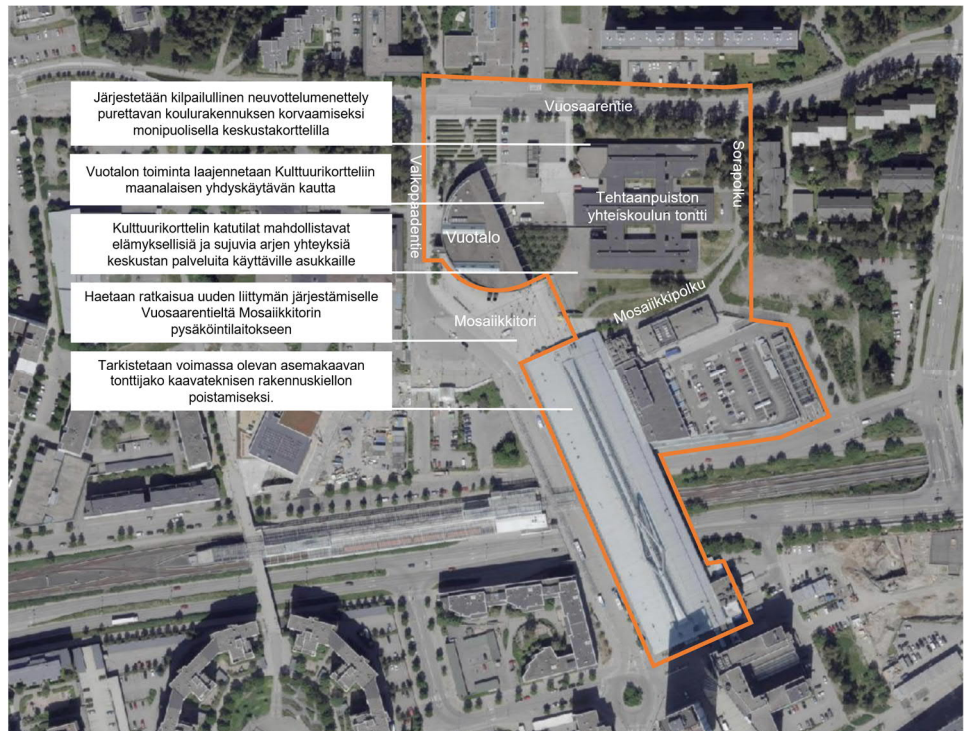 Järjestetään kilpailullinen neuvottelumenettely
purettavan koulurakennuksen korvaamiseksi
monipuolisella keskustakorttelilla
Vuotalon toiminta laajennetaan Kulttuurikortteliin
maanalaisen yhdyskäytävän kautta
Kulttuurikorttelin katutilat mahdollistavat
elämyksellisiä ja sujuvia arjen yhteyksiä
keskustan palveluita käyttäville asukkaille
Haetaan ratkaisua uuden liittymän järjestämiselle
Vuosaarentieltä Mosaiikkitorin
pysäköintilaitokseen
Tarkistetaan voimassa olevan asemakaavan
tonttijako kaavateknisen rakennuskiellon
poistamiseksi.
Vuosaarentie
Valkopaadentie
Sorapolku
Tehtaanpuiston
yhteiskoulun tontti
Vuotalo
Mosaiikkipolku
Mosaiikkitori